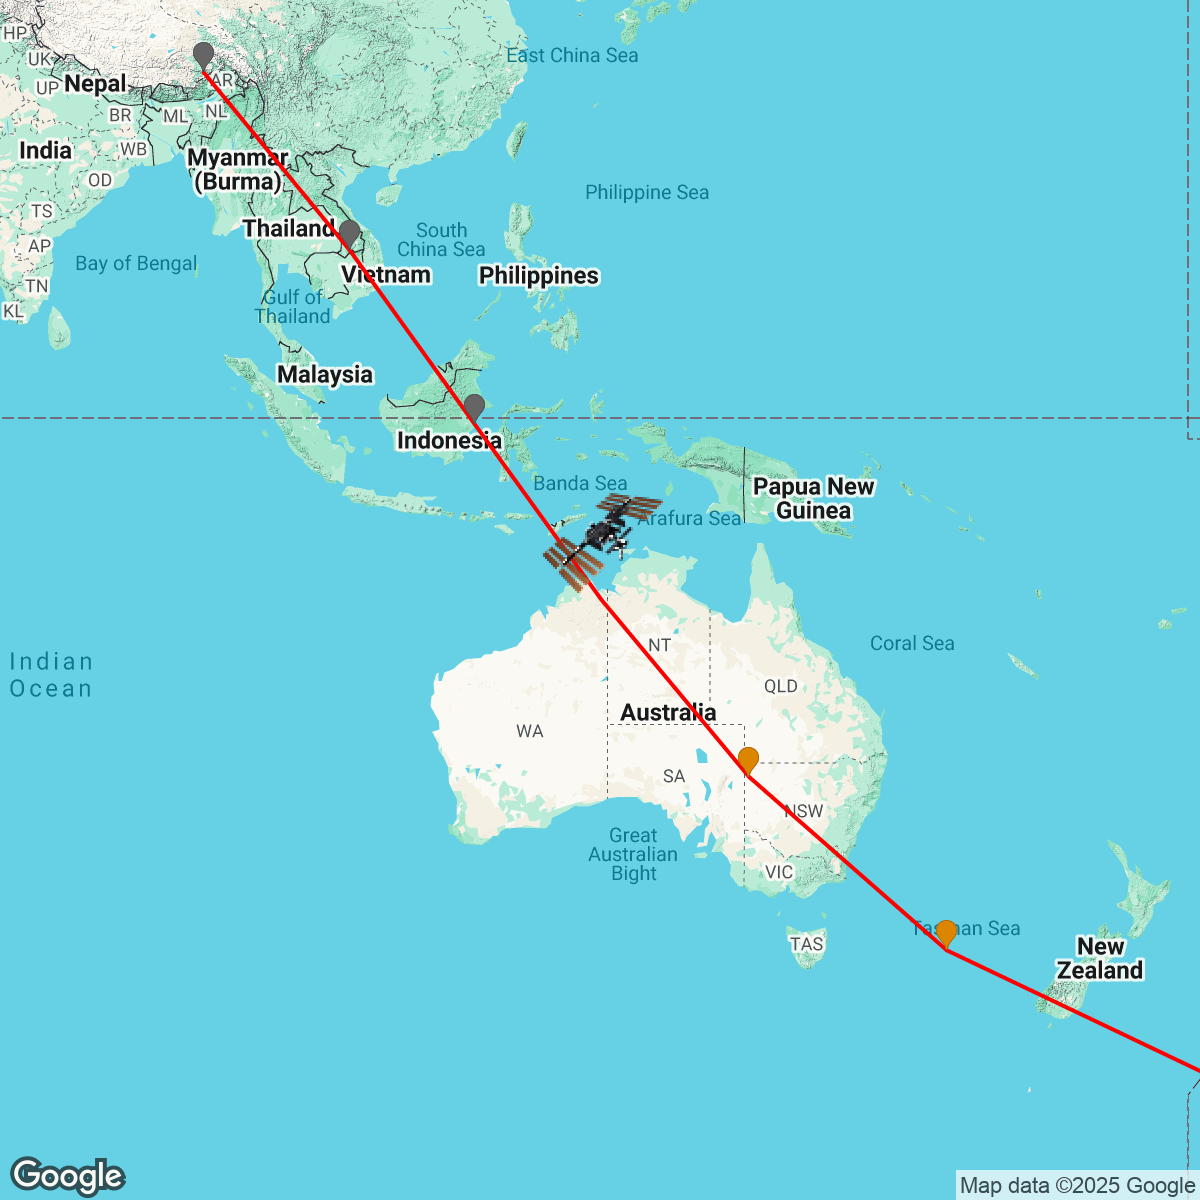 HP
East China Sea
UK
Nepal
AR
UP
BR
ML
NL
India
WB
Myanmar
(Burma)
OD
Philippine Sea
TS
Thailand
South
China Sea
AP
Bay of Bengal
Vietnam
Philippines
TN
Gulf of
Thailand
KL
Malaysia
Indonesia
Banda Sea
Papua New
Guinea
Arafura Sea
Coral Sea
NT
Indian
Ocean
QLD
Australia
WA
SA
NSW
Great
Australian
Bight
VIC
Tasman Sea
TAS
New
Zealand
Google
Map data ©2025 Google